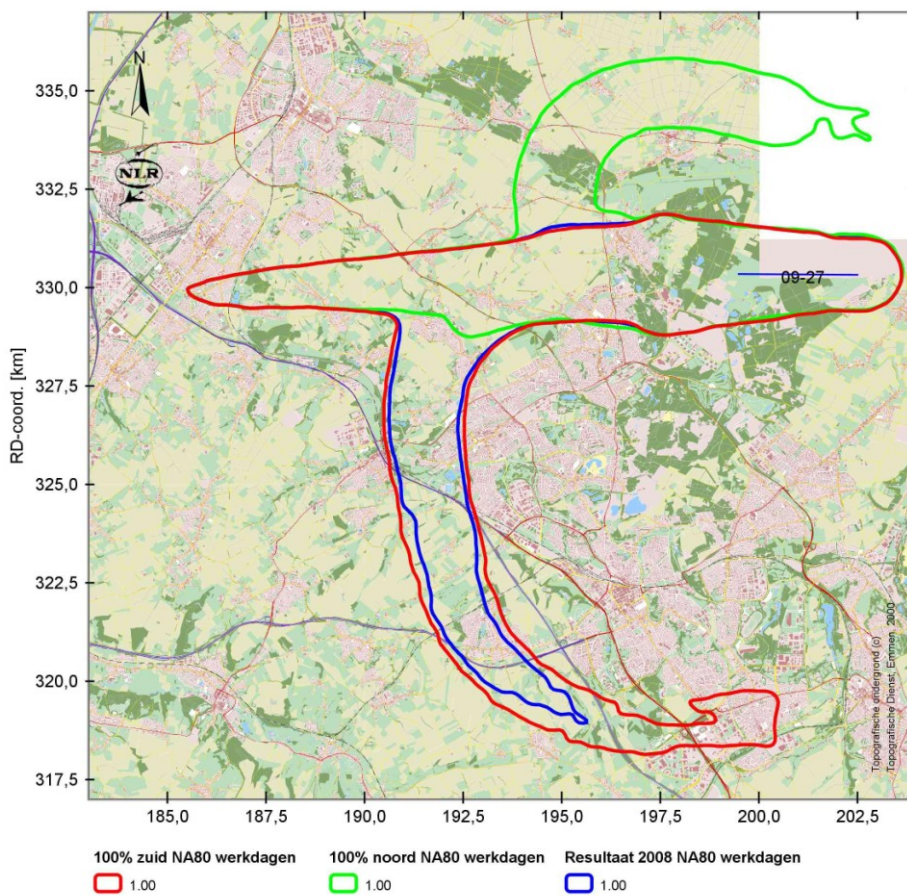 335,0
N
NLR
332,5
330,0
09-27
RD-coord. [km]
327,5
325,0
322,5
320,0
317,5
Topografische ondergrond (c)
Topografische Dienst, Emmen, 2000
185,0 187,5 190,0 192,5 195,0 197,5 200,0 202,5
100% zuid NA80 werkdagen 100% noord NA80 werkdagen Resultaat 2008 NA80 werkdagen
1.00 1.00 1.00